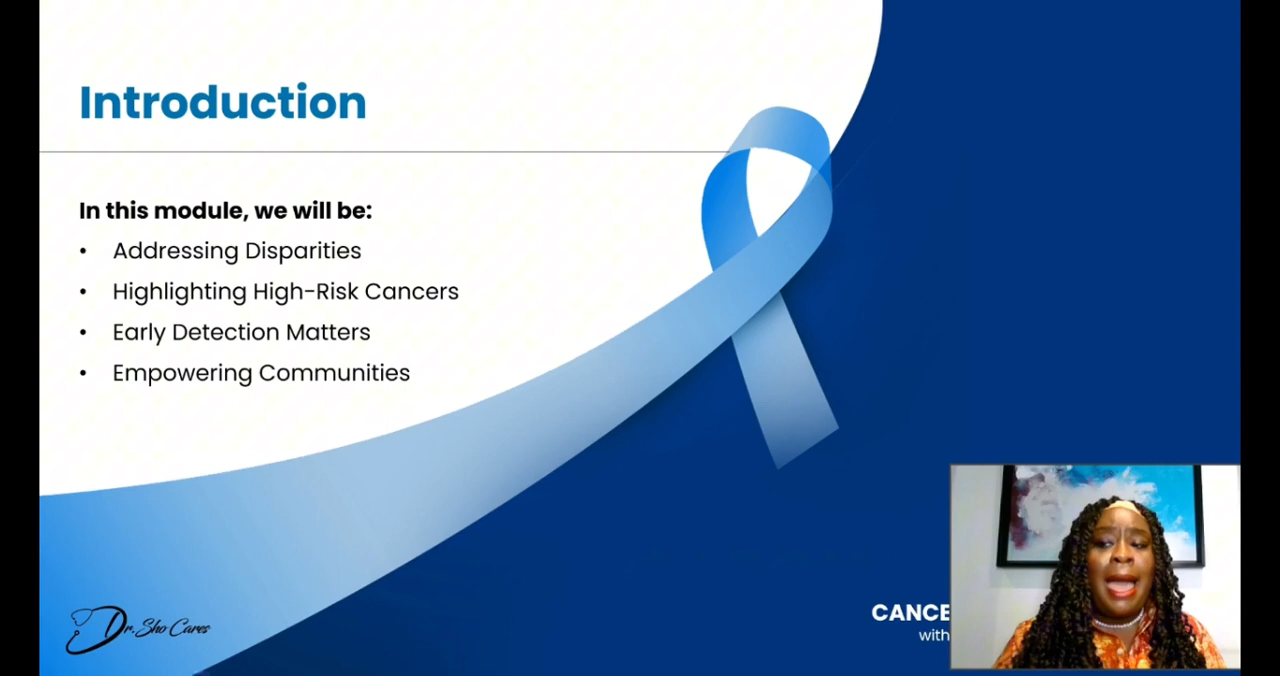 Introduction
In this module, we will be:
• Addressing Disparities
• Highlighting High-Risk Cancers
• Early Detection Matters
• Empowering Communities
Dr. Sho Cares
CANCE
with